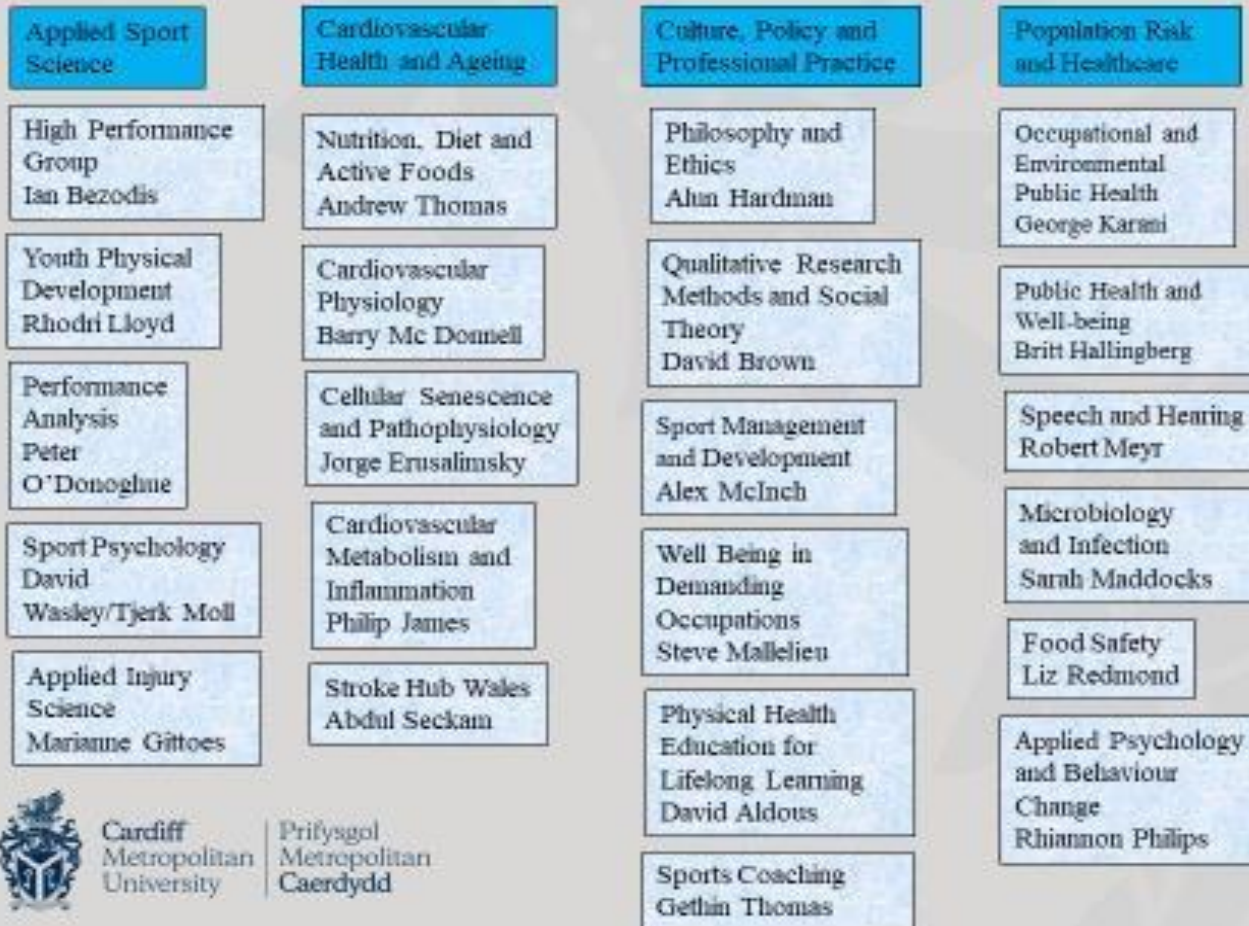 Applied Sport
Science
High Performance
Group
Ian Bezodis
Youth Physical
Development
Rhodri Lloyd
Performance
Analysis
Peter
O'Donoghue
Sport Psychology
David
Wasley/Tjerk Moll
Applied Injury
Science
Marianne Gittoes
Cardiovascular
Health and Ageing
Nutrition, Diet and
Active Foods
Andrew Thomas
Cardiovascular
Physiology
Barry Mc Donnell
Cellular Senescence
and Pathophysiology
Jorge Erusalimsky
Cardiovascular
Metabolism and
Inflammation
Philip James
Stroke Hub Wales
Abdul Seckam
Culture, Policy and
Professional Practice
Philosophy and
Ethics
Alun Hardman
Qualitative Research
Methods and Social
Theory
David Brown
Sport Management
and Development
Alex McInch
Well Being in
Demanding
Occupations
Steve Mallelieu
Physical Health
Education for
Lifelong Learning
David Aldous
Sports Coaching
Gethin Thomas
Population Risk
and Healthcare
Occupational and
Environmental
Public Health
George Karani
Public Health and
Well-being
Britt Hallingberg
Speech and Hearing
Robert Meyr
Microbiology
and Infection
Sarah Maddocks
Food Safety
Liz Redmond
Applied Psychology
and Behaviour
Change
Rhiannon Philips
Cardiff
Metropolitan
University
Prifysgol
Metropolitan
Caerdydd